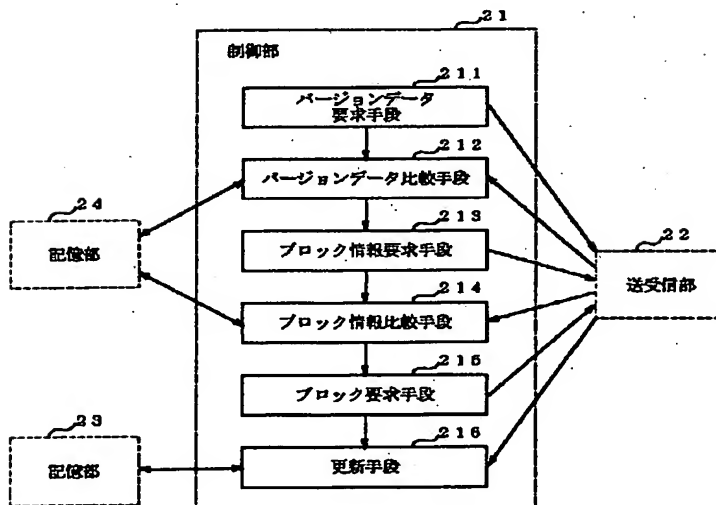 21
制御部
211
バージョンデータ
要求手段
212
バージョンデータ比較手段
24
記憶部
213
ブロック情報要求手段
22
送受信部
214
ブロック情報比較手段
215
ブロック要求手段
23
記憶部
216
更新手段